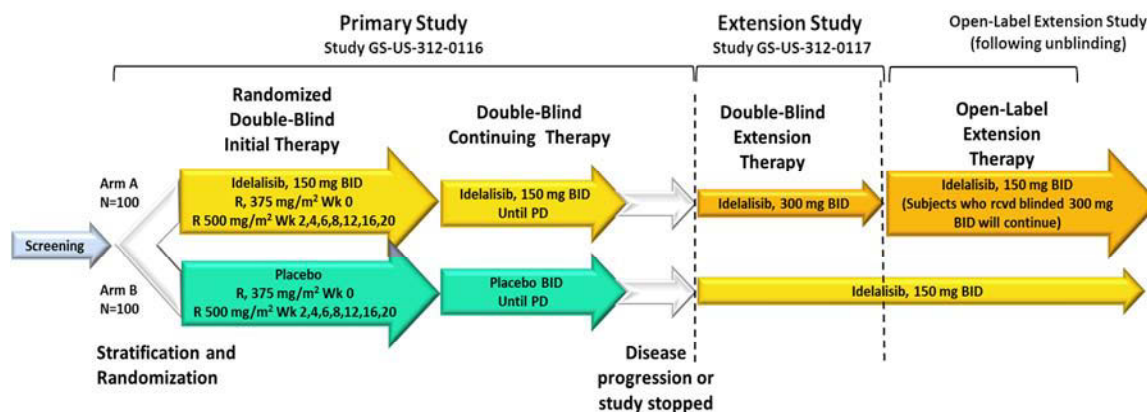 Primary Study
Study GS-US-312-0116
Extension Study
Study GS-US-312-0117
Open-Label Extension Study
(following unblinding)
Randomized
Double-Blind
Initial Therapy
Double-Blind
Continuing Therapy
Double-Blind
Extension
Therapy
Open-Label
Extension
Therapy
Screening
Arm A
N=100
Idelalisib, 150 mg BID
R, 375 mg/m² Wk 0
R 500 mg/m² Wk 2,4,6,8,12,16,20
Idelalisib, 150 mg BID
Until PD
Idelalisib, 300 mg BID
Idelalisib, 150 mg BID
(Subjects who rcvd blinded 300 mg
BID will continue)
Arm B
N=100
Placebo
R, 375 mg/m² Wk 0
R 500 mg/m² Wk 2,4,6,8,12,16,20
Placebo BID
Until PD
Idelalisib, 150 mg BID
Stratification and
Randomization
Disease
progression or
study stopped